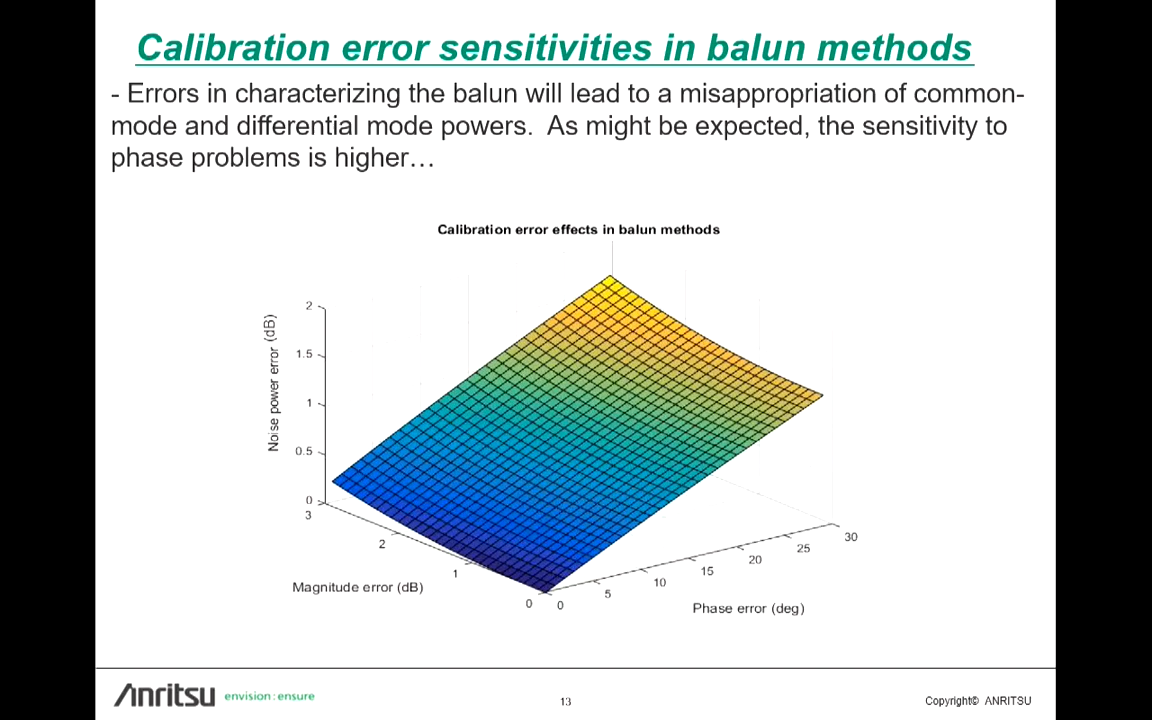 Calibration error sensitivities in balun methods
- Errors in characterizing the balun will lead to a misappropriation of common-
mode and differential mode powers.  As might be expected, the sensitivity to
phase problems is higher…
Calibration error effects in balun methods
Noise power error (dB)
2
1.5
1
0.5
0
3
2
1
0
Magnitude error (dB)
0
5
10
15
20
25
30
Phase error (deg)
Anritsu envision : ensure
13
Copyright© ANRITSU